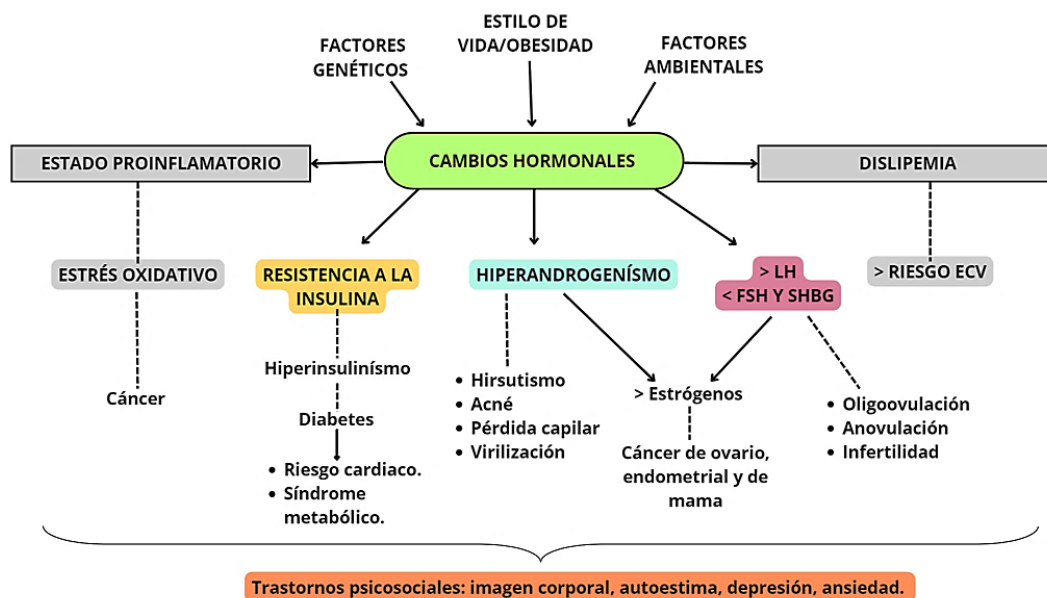 FACTORES
GENÉTICOS
ESTILO DE
VIDA/OBESIDAD
FACTORES
AMBIENTALES
ESTADO PROINFLAMATORIO
CAMBIOS HORMONALES
DISLIPEMIA
ESTRÉS OXIDATIVO
RESISTENCIA A LA
INSULINA
HIPERANDROGENÍSMO
> LH
< FSH Y SHBG
> RIESGO ECV
Cáncer
Hiperinsulinísmo
Diabetes
• Riesgo cardiaco.
• Síndrome
metabólico.
• Hirsutismo
• Acné
• Pérdida capilar
• Virilización
> Estrógenos
Cáncer de ovario,
endometrial y de
mama
• Oligoovulación
• Anovulación
• Infertilidad
Trastornos psicosociales: imagen corporal, autoestima, depresión, ansiedad.